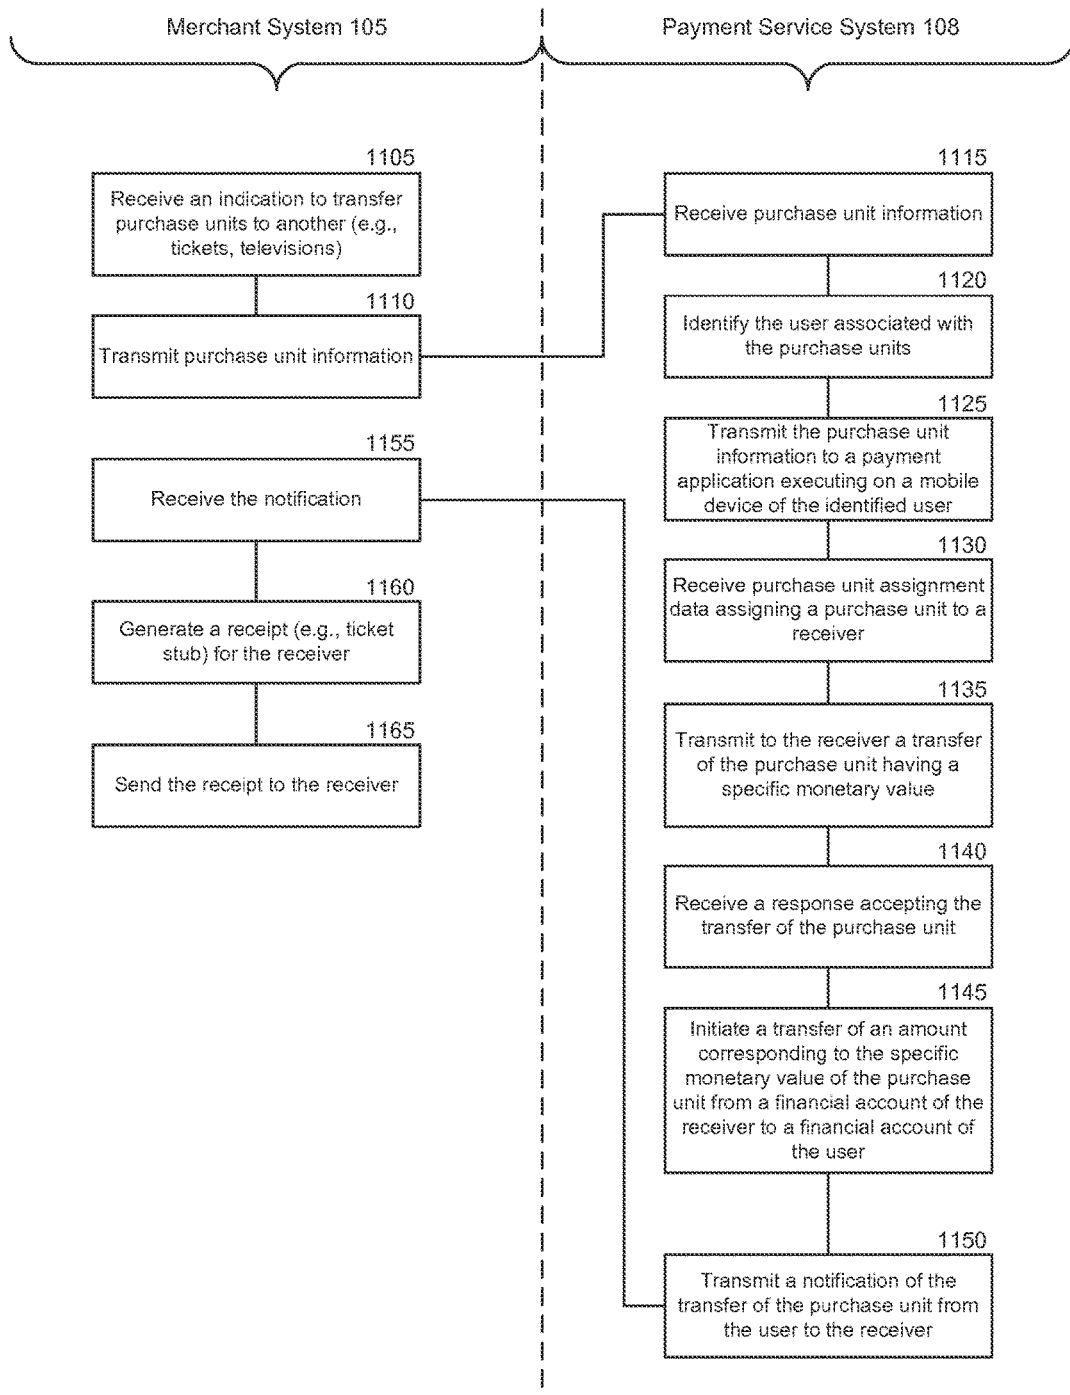 Merchant System 105
Payment Service System 108
1105
Receive an indication to transfer
purchase units to another (e.g.,
tickets, televisions)
1110
Transmit purchase unit information
1155
Receive the notification
1160
Generate a receipt (e.g., ticket
stub) for the receiver
1165
Send the receipt to the receiver
1115
Receive purchase unit information
1120
Identify the user associated with
the purchase units
1125
Transmit the purchase unit
information to a payment
application executing on a mobile
device of the identified user
1130
Receive purchase unit assignment
data assigning a purchase unit to a
receiver
1135
Transmit to the receiver a transfer
of the purchase unit having a
specific monetary value
1140
Receive a response accepting the
transfer of the purchase unit
1145
Initiate a transfer of an amount
corresponding to the specific
monetary value of the purchase
unit from a financial account of the
receiver to a financial account of
the user
1150
Transmit a notification of the
transfer of the purchase unit from
the user to the receiver